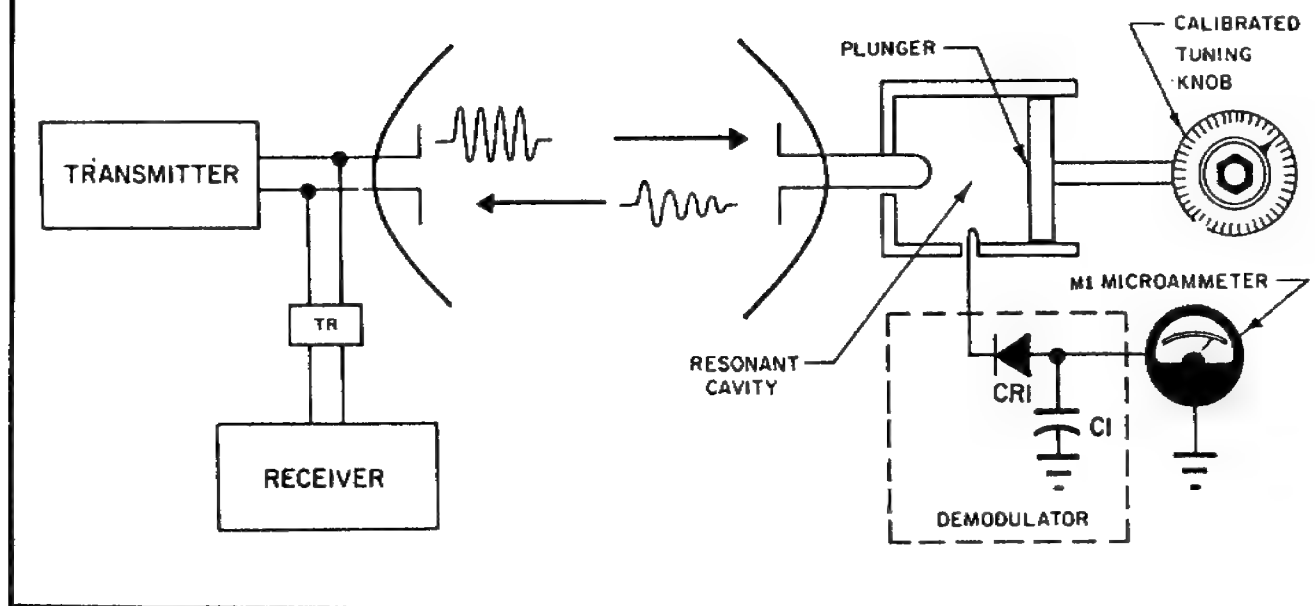 TRANSMITTER
TR
RECEIVER
PLUNGER
CALIBRATED
TUNING
KNOB
M1 MICROAMMETER
RESONANT
CAVITY
CR1
C1
DEMODULATOR